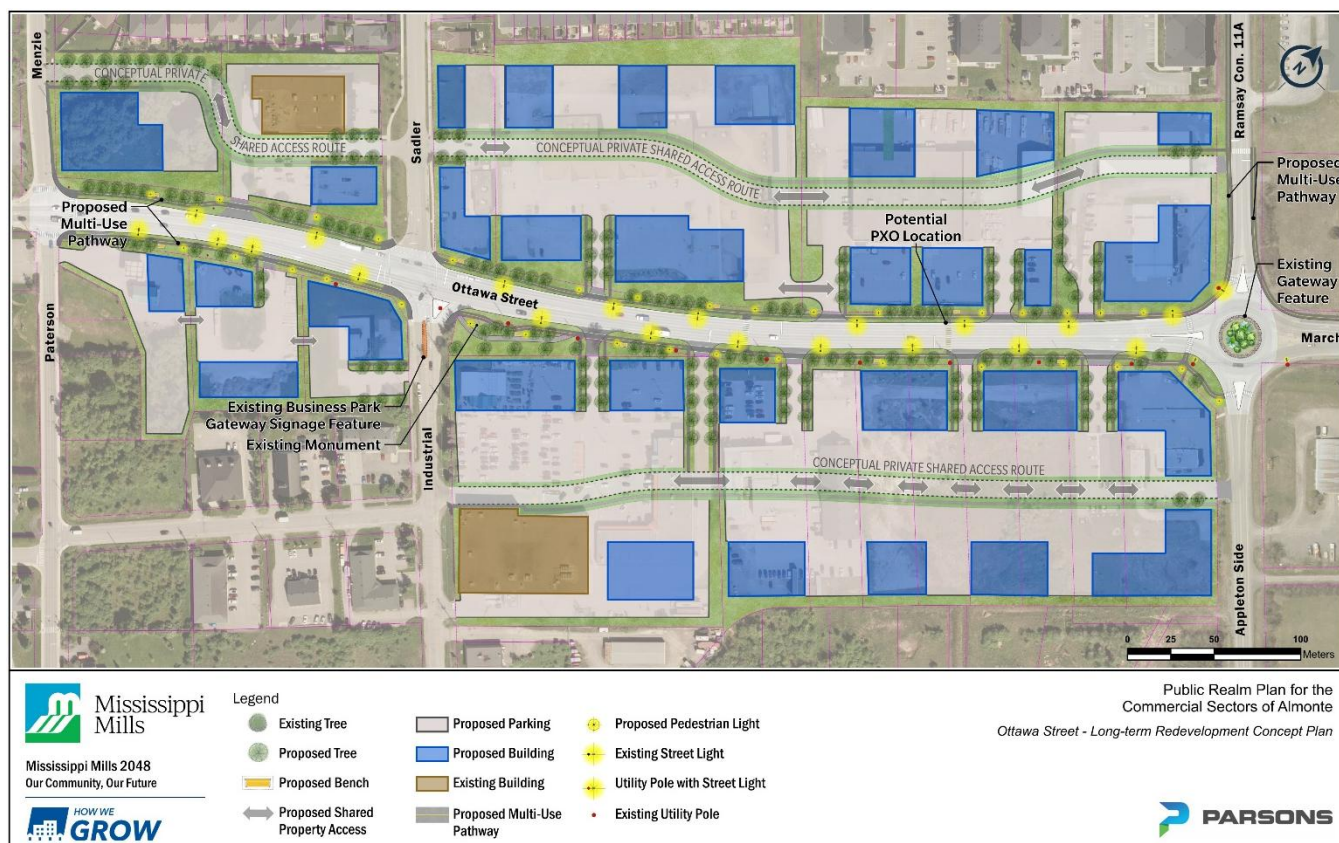 Menzie
CONCEPTUAL PRIVATE
SHARED ACCESS ROUTE
Sadler
CONCEPTUAL PRIVATE SHARED ACCESS ROUTE
Ramsay Con. 11A
N
Proposed
Multi-Use
Pathway
Proposed
Multi-Use
Pathway
Potential
PXO Location
Existing
Gateway
Feature
Ottawa Street
March
Paterson
Existing Business Park
Gateway Signage Feature
Existing Monument
Industrial
CONCEPTUAL PRIVATE SHARED ACCESS ROUTE
Appleton Side
0 25 50 100
Meters
Mississippi
Mills
Mississippi Mills 2048
Our Community, Our Future
HOW WE
GROW
Legend
Existing Tree
Proposed Tree
Proposed Bench
Proposed Shared
Property Access
Proposed Parking
Proposed Building
Existing Building
Proposed Multi-Use
Pathway
Proposed Pedestrian Light
Existing Street Light
Utility Pole with Street Light
Existing Utility Pole
Public Realm Plan for the
Commercial Sectors of Almonte
Ottawa Street - Long-term Redevelopment Concept Plan
PARSONS